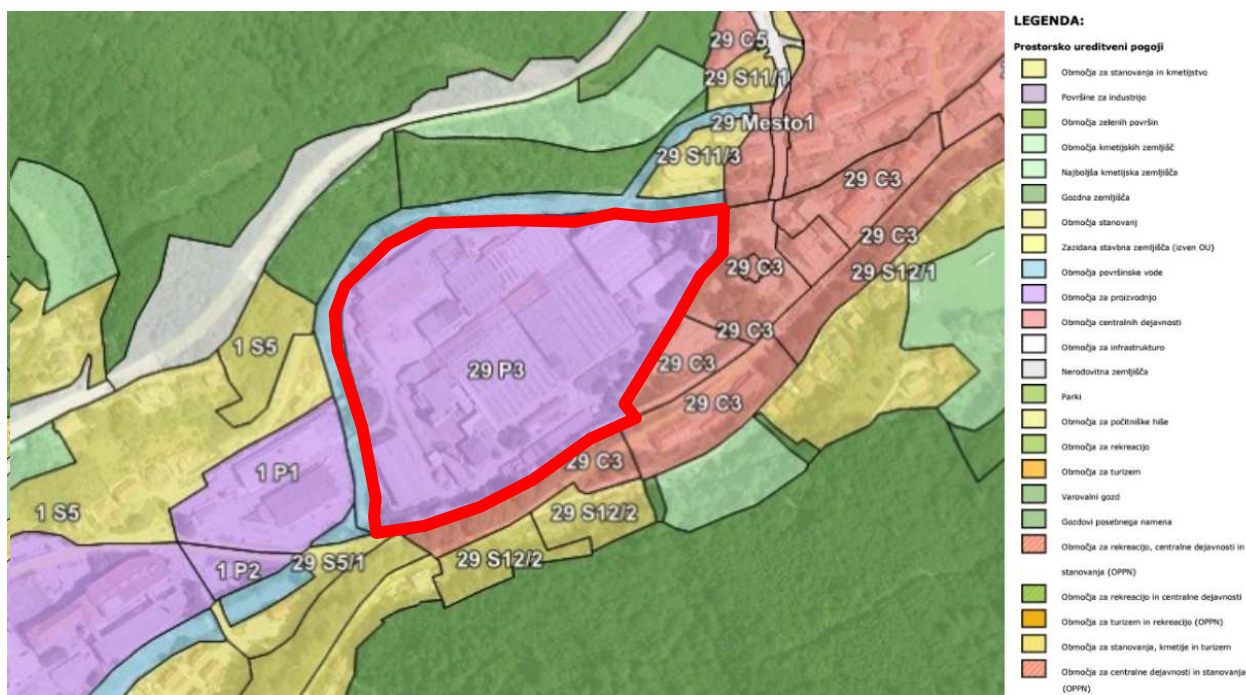 29 C5
29 S11/1
29 Mesto1
29 S11/3
29 C3
29 C3
29 S12/1
29 C3
29 C3
1 S5
29 P3
29 C3
29 C3
1 P1
29 C3
1 S5
29 S12/2
1 P2
29 S5/1
29 S12/2
LEGENDA:
Prostorsko ureditveni pogoji
Območja za stanovanja in kmetijstvo
Površine za industrijo
Območja zelenih površin
Območja kmetijskih zemljišč
Najboljša kmetijska zemljišča
Gozdna zemljišča
Območja stanovanj
Zazidana stavbna zemljišča (izven OU)
Območja površinske vode
Območja za proizvodnjo
Območja centralnih dejavnosti
Območja za infrastrukturo
Nerodovitna zemljišča
Parki
Območja za počitniške hiše
Območja za rekreacijo
Območja za turizem
Varovalni gozd
Gozdovi posebnega namena
Območja za rekreacijo, centralne dejavnosti in
stanovanja (OPPN)
Območja za rekreacijo in centralne dejavnosti
Območja za turizem in rekreacijo (OPPN)
Območja za stanovanja, kmetije in turizem
Območja za centralne dejavnosti in stanovanja
(OPPN)